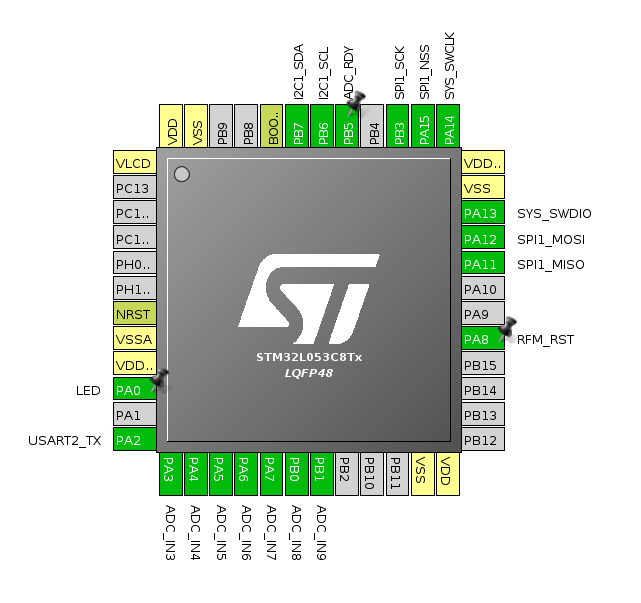 I2C1_SDA
I2C1_SCL
ADC_RDY
SPI1_SCK
SPI1_NSS
SYS_SWCLK
VDD
VSS
PB9
PB8
BOO..
PB7
PB6
PB5
PB4
PB3
PA15
PA14
VLCD
PC13
PC1..
PC1..
PH0..
PH1..
NRST
VSSA
VDD..
LED PA0
PA1
USART2_TX PA2
STM32L053C8Tx
LQFP48
VDD..
VSS
PA13 SYS_SWDIO
PA12 SPI1_MOSI
PA11 SPI1_MISO
PA10
PA9
PA8 RFM_RST
PB15
PB14
PB13
PB12
PA3
PA4
PA5
PA6
PA7
PB0
PB1
PB2
PB10
PB11
VSS
VDD
ADC_IN3
ADC_IN4
ADC_IN5
ADC_IN6
ADC_IN7
ADC_IN8
ADC_IN9